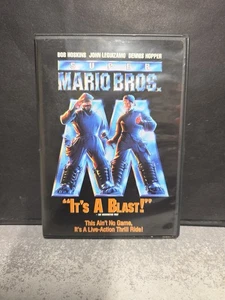 BOB HOSKINS JOHN LEGUIZAMO DENNIS HOPPER
SUPER
MARIO BROS.
"IT'S A BLAST!"
This Ain't No Game,
It's A Live-Action Thrill Ride!